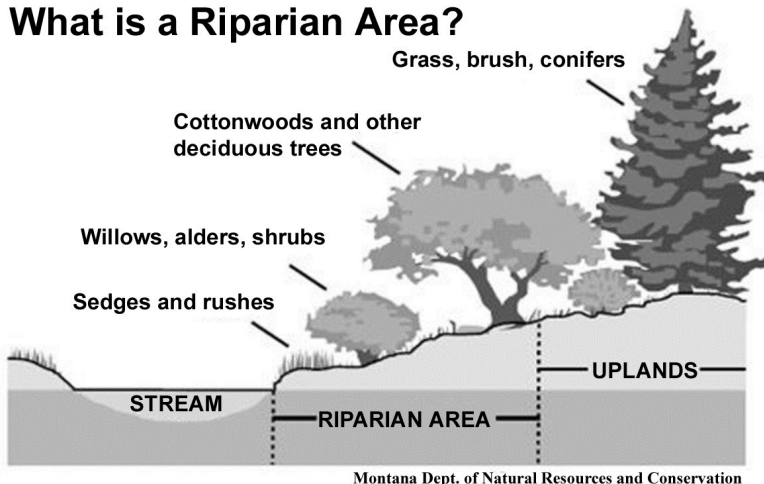 What is a Riparian Area?
Grass, brush, conifers
Cottonwoods and other
deciduous trees
Willows, alders, shrubs
Sedges and rushes
UPLANDS
STREAM
RIPARIAN AREA
Montana Dept. of Natural Resources and Conservation